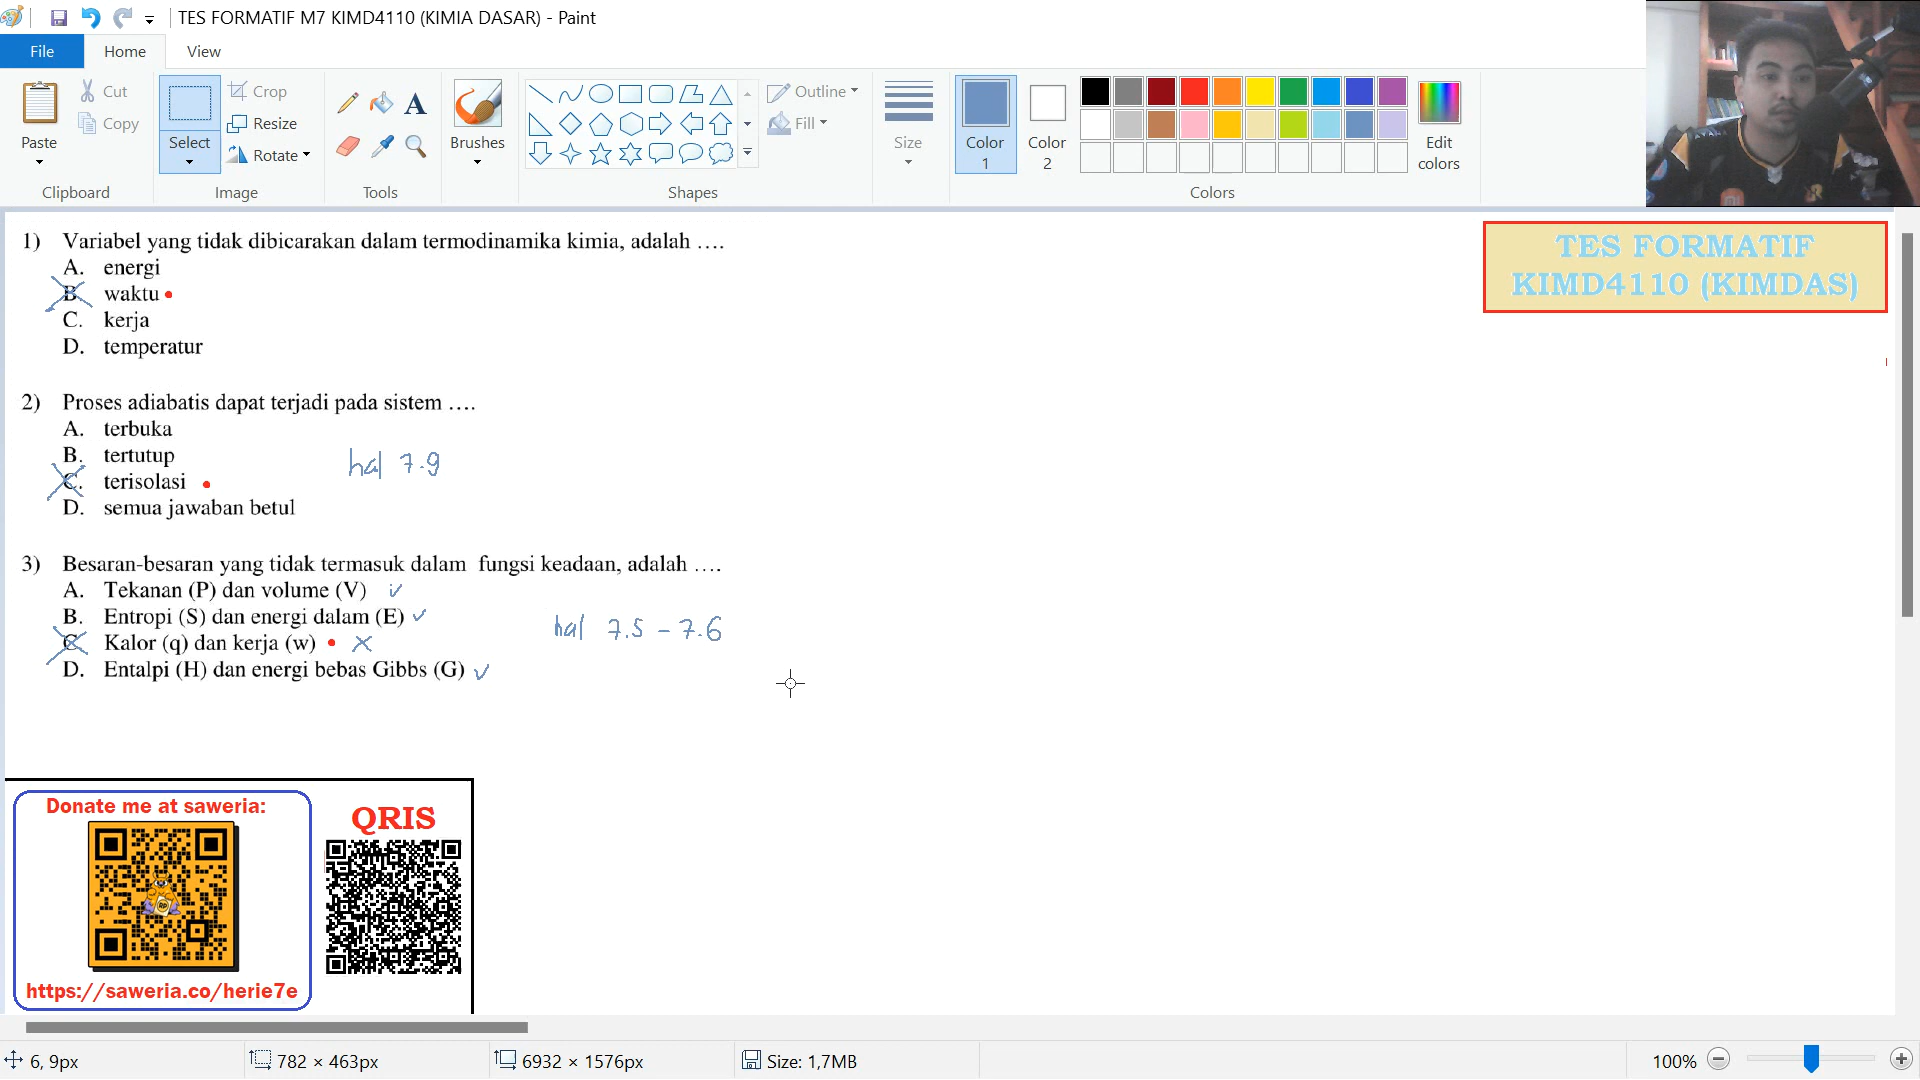 TES FORMATIF M7 KIMD4110 (KIMIA DASAR) - Paint
File Home View
Paste
Cut
Copy
Clipboard
Select
Crop
Resize
Rotate
Image
Tools
Brushes
Shapes
Outline
Fill
Size
Color 1
Color 2
Edit colors
Colors
TES FORMATIF
KIMD4110 (KIMDAS)
1) Variabel yang tidak dibicarakan dalam termodinamika kimia, adalah ….
A. energi
B. waktu
C. kerja
D. temperatur
2) Proses adiabatis dapat terjadi pada sistem ….
A. terbuka
B. tertutup
C. terisolasi
D. semua jawaban betul
hal 7.9
3) Besaran-besaran yang tidak termasuk dalam fungsi keadaan, adalah ….
A. Tekanan (P) dan volume (V)
B. Entropi (S) dan energi dalam (E)
C. Kalor (q) dan kerja (w)
D. Entalpi (H) dan energi bebas Gibbs (G)
hal 7.5 - 7.6
Donate me at saweria:
https://saweria.co/herie7e
QRIS
6, 9px
782 × 463px
6932 × 1576px
Size: 1,7MB
100%